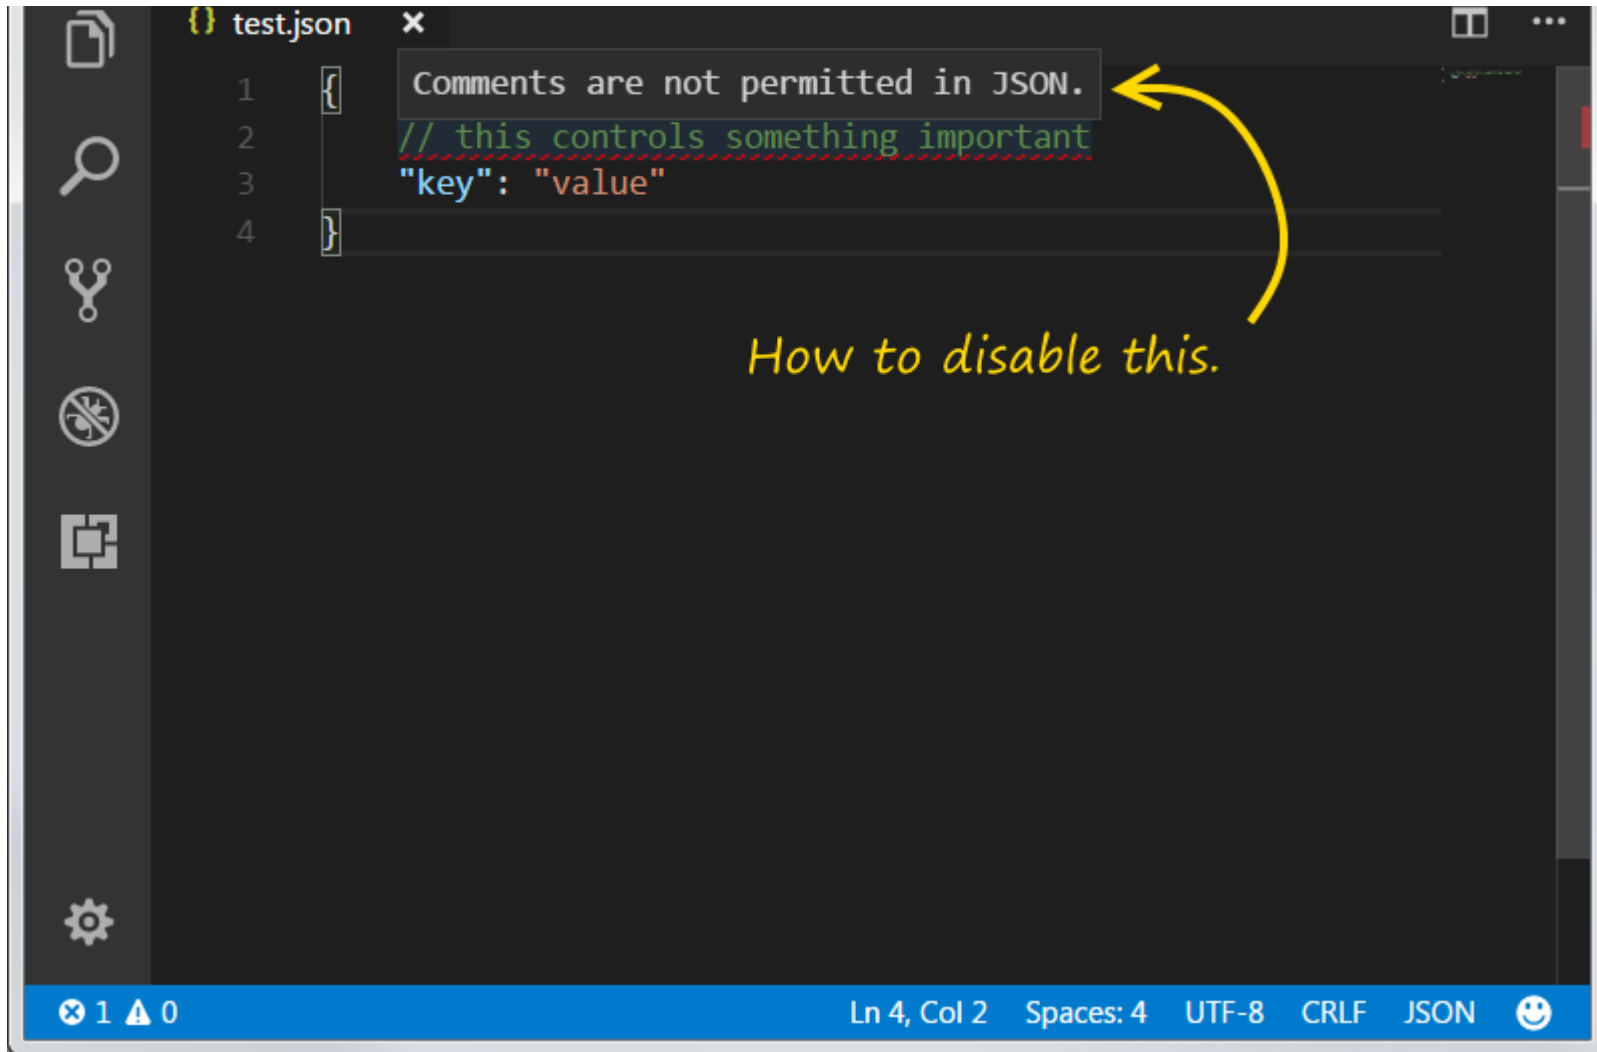 {} test.json ×
Comments are not permitted in JSON.
1 {
2 // this controls something important
3 "key": "value"
4 }
How to disable this.
1 0 Ln 4, Col 2 Spaces: 4 UTF-8 CRLF JSON